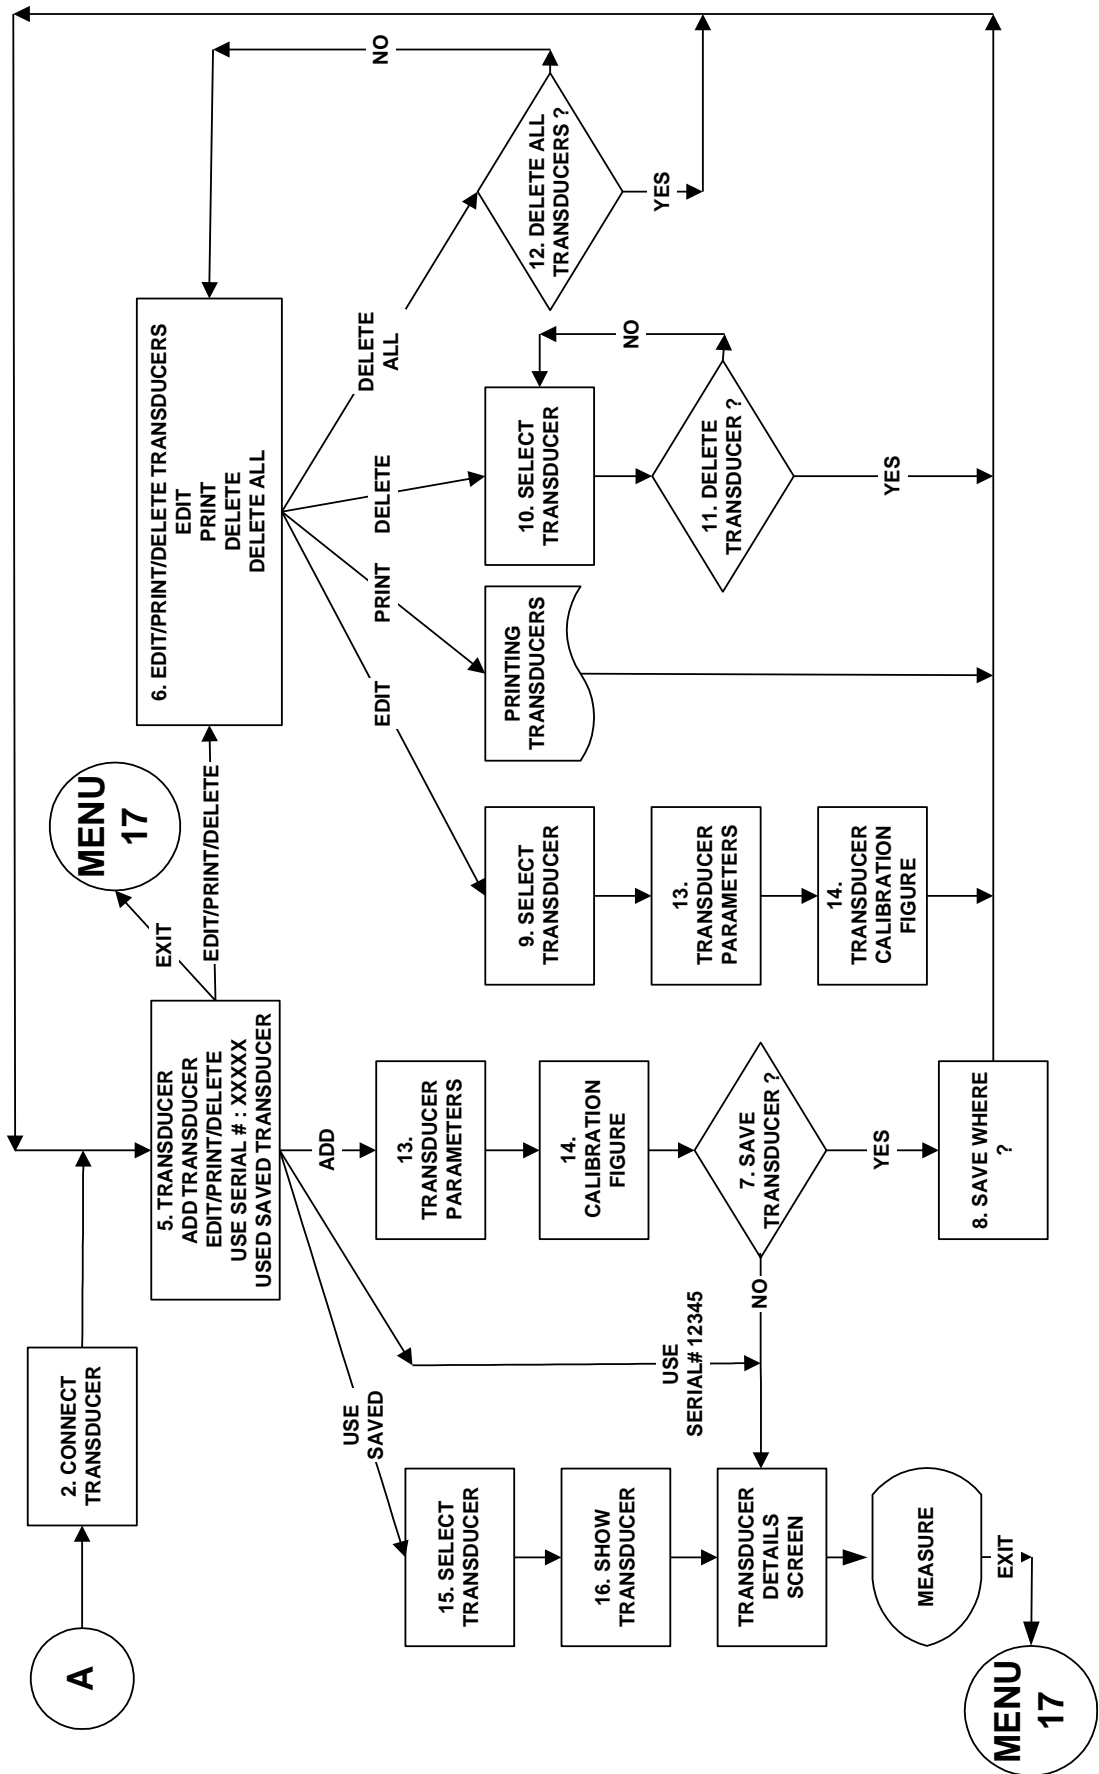 A
2. CONNECT
TRANSDUCER
5. TRANSDUCER
ADD TRANSDUCER
EDIT/PRINT/DELETE
USE SERIAL # : XXXXX
USED SAVED TRANSDUCER
EXIT
MENU
17
EDIT/PRINT/DELETE
6. EDIT/PRINT/DELETE TRANSDUCERS
EDIT
PRINT
DELETE
DELETE ALL
NO
USE
SAVED
ADD
EDIT
PRINT
DELETE
DELETE
ALL
15. SELECT
TRANSDUCER
13.
TRANSDUCER
PARAMETERS
9. SELECT
TRANSDUCER
PRINTING
TRANSDUCERS
10. SELECT
TRANSDUCER
12. DELETE ALL
TRANSDUCERS ?
16. SHOW
TRANSDUCER
14.
CALIBRATION
FIGURE
13.
TRANSDUCER
PARAMETERS
NO
YES
USE
SERIAL# 12345
TRANSDUCER
DETAILS
SCREEN
NO
7. SAVE
TRANSDUCER ?
14.
TRANSDUCER
CALIBRATION
FIGURE
11. DELETE
TRANSDUCER ?
MEASURE
YES
YES
EXIT
8. SAVE WHERE
?
MENU
17